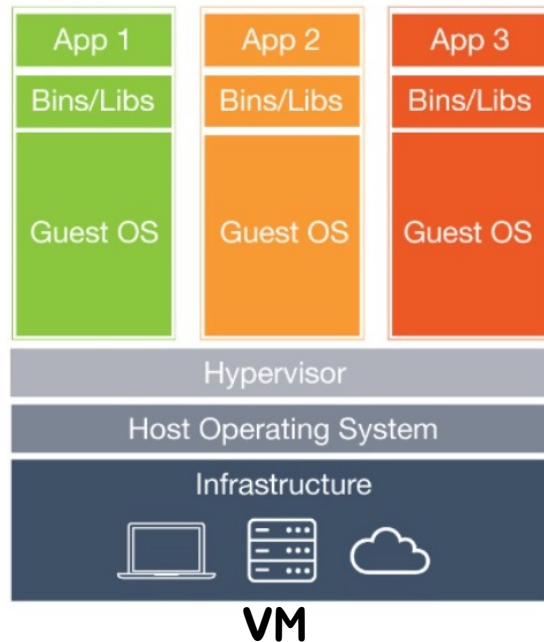 App 1 App 2 App 3
Bins/Libs Bins/Libs Bins/Libs
Guest OS Guest OS Guest OS
Hypervisor
Host Operating System
Infrastructure
VM